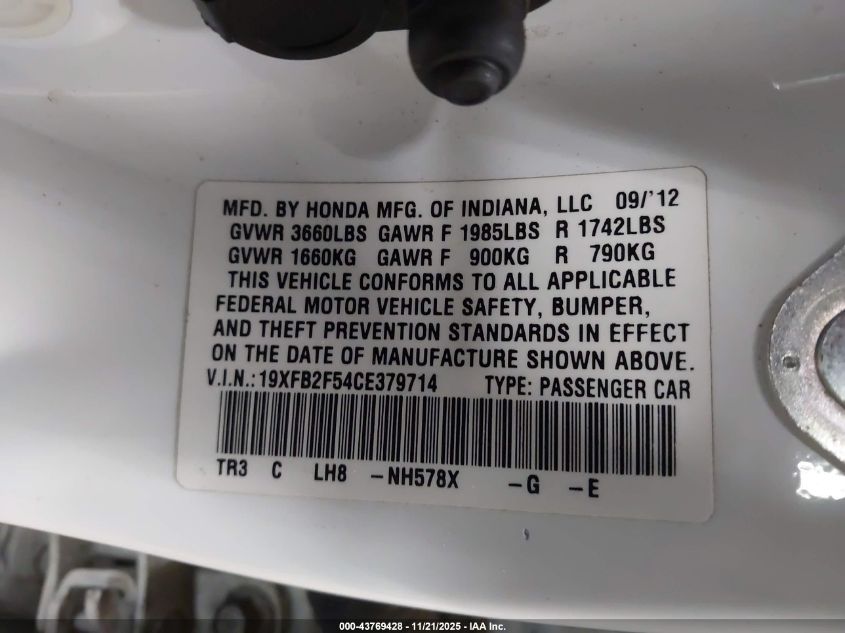 MFD. BY HONDA MFG. OF INDIANA, LLC 09/'12
GVWR 3660LBS GAWR F 1985LBS R 1742LBS
GVWR 1660KG GAWR F 900KG R 790KG
THIS VEHICLE CONFORMS TO ALL APPLICABLE
FEDERAL MOTOR VEHICLE SAFETY, BUMPER,
AND THEFT PREVENTION STANDARDS IN EFFECT
ON THE DATE OF MANUFACTURE SHOWN ABOVE.
V.I.N.:19XFB2F54CE379714 TYPE: PASSENGER CAR
TR3 C LH8 -NH578X -G -E
000-43769428 - 11/21/2025 - IAA Inc.